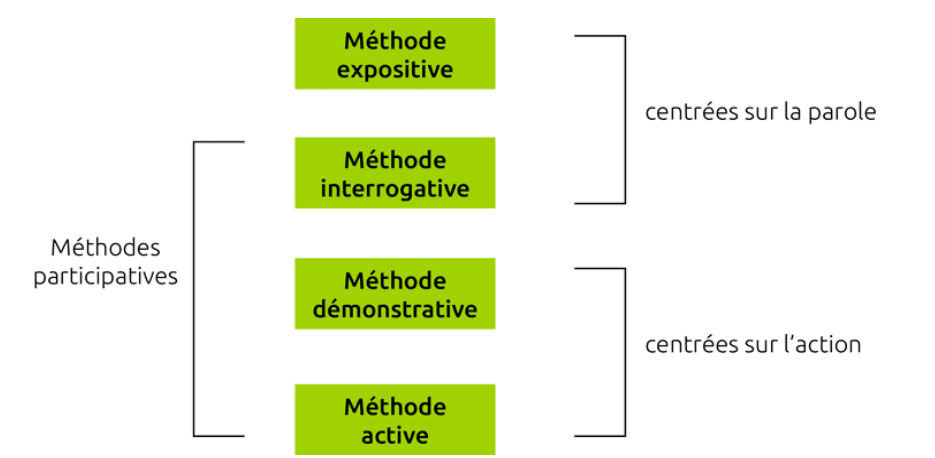 Méthode
expositive
centrées sur la parole
Méthode
interrogative
Méthodes
participatives
Méthode
démonstrative
centrées sur l'action
Méthode
active